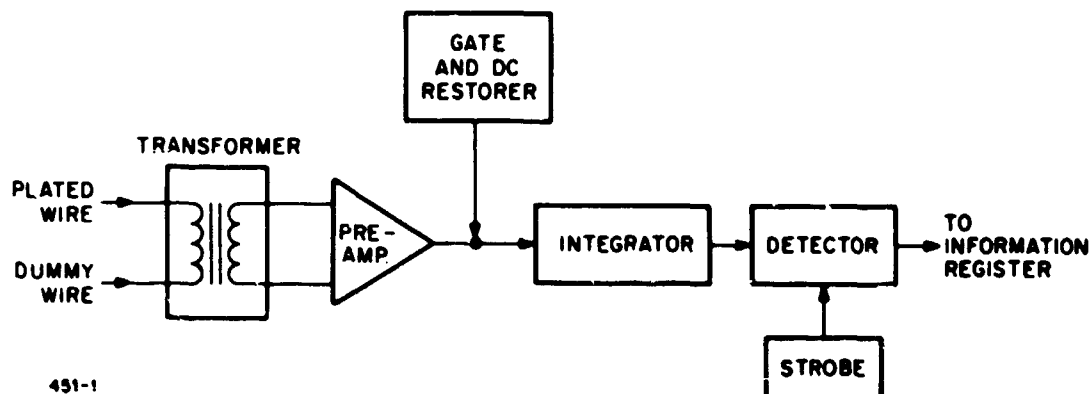 GATE
AND DC
RESTORER
TRANSFORMER
PLATED
WIRE
DUMMY
WIRE
PRE-
AMP.
INTEGRATOR
DETECTOR
TO
INFORMATION
REGISTER
STROBE
451-1